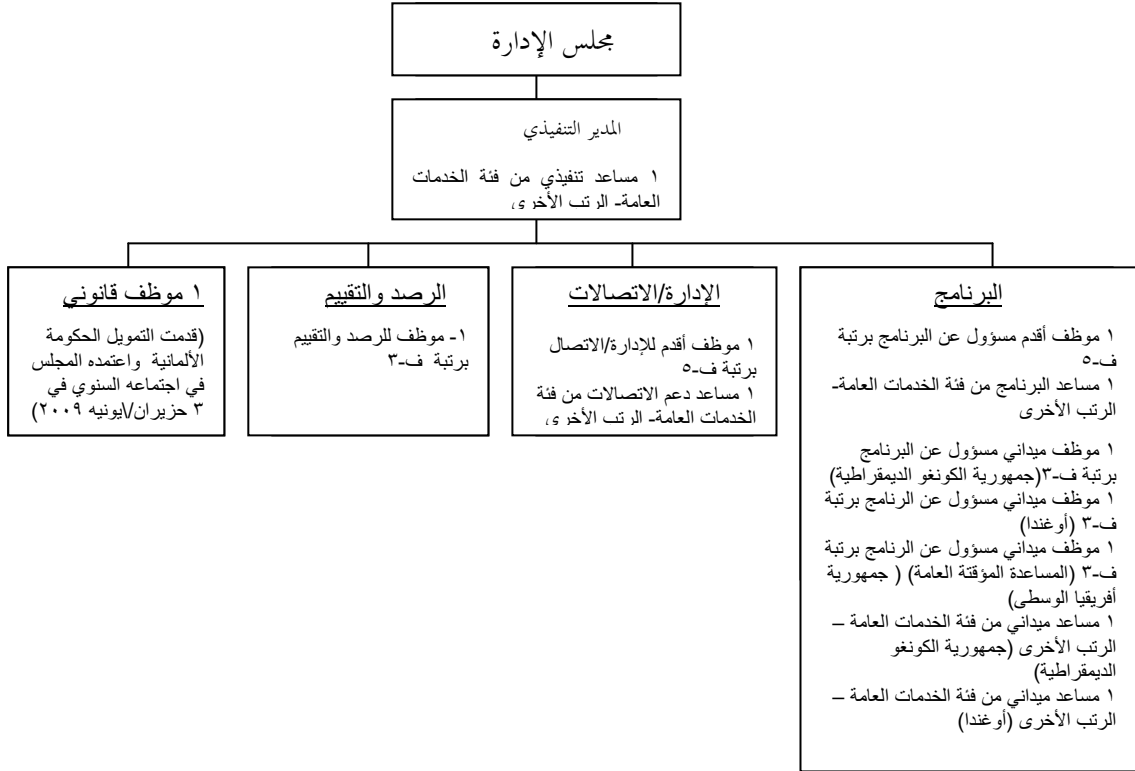 مجلس الإدارة
المدير التنفيذي
١ مساعد تنفيذي من فئة الخدمات
العامة- الرتب الأخرى
البرنامج
١ موظف أقدم مسؤول عن البرنامج برتبة
ف-٥
١ مساعد البرنامج من فئة الخدمات العامة-
الرتب الأخرى
١ موظف ميداني مسؤول عن البرنامج
برتبة ف-٣(جمهورية الكونغو الديمقراطية)
١ موظف ميداني مسؤول عن الرنامج برتبة
ف-٣ (أوغندا)
١ موظف ميداني مسؤول عن الرنامج برتبة
ف-٣ (المساعدة المؤقتة العامة) ( جمهورية
أفريقيا الوسطى)
١ مساعد ميداني من فئة الخدمات العامة –
الرتب الأخرى (جمهورية الكونغو
الديمقراطية)
١ مساعد ميداني من فئة الخدمات العامة –
الرتب الأخرى (أوغندا)
الإدارة/الاتصالات
١ موظف أقدم للإدارة/الاتصال
برتبة ف-٥
١ مساعد دعم الاتصالات من فئة
الخدمات العامة- الرتب الأخرى
الرصد والتقييم
١- موظف للرصد والتقييم
برتبة ف-٣
١ موظف قانوني
(قدمت التمويل الحكومة
الألمانية واعتمده المجلس
في اجتماعه السنوي في
٣ حزيران/\يونيه ٢٠٠٩)